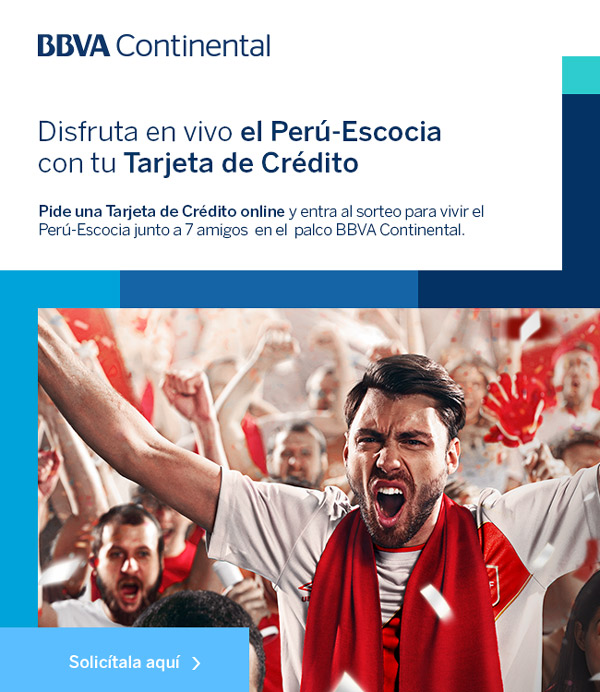 BBVA Continental
Disfruta en vivo el Perú-Escocia
con tu Tarjeta de Crédito
Pide una Tarjeta de Crédito online y entra al sorteo para vivir el
Perú-Escocia junto a 7 amigos en el palco BBVA Continental.
Solicítala aquí